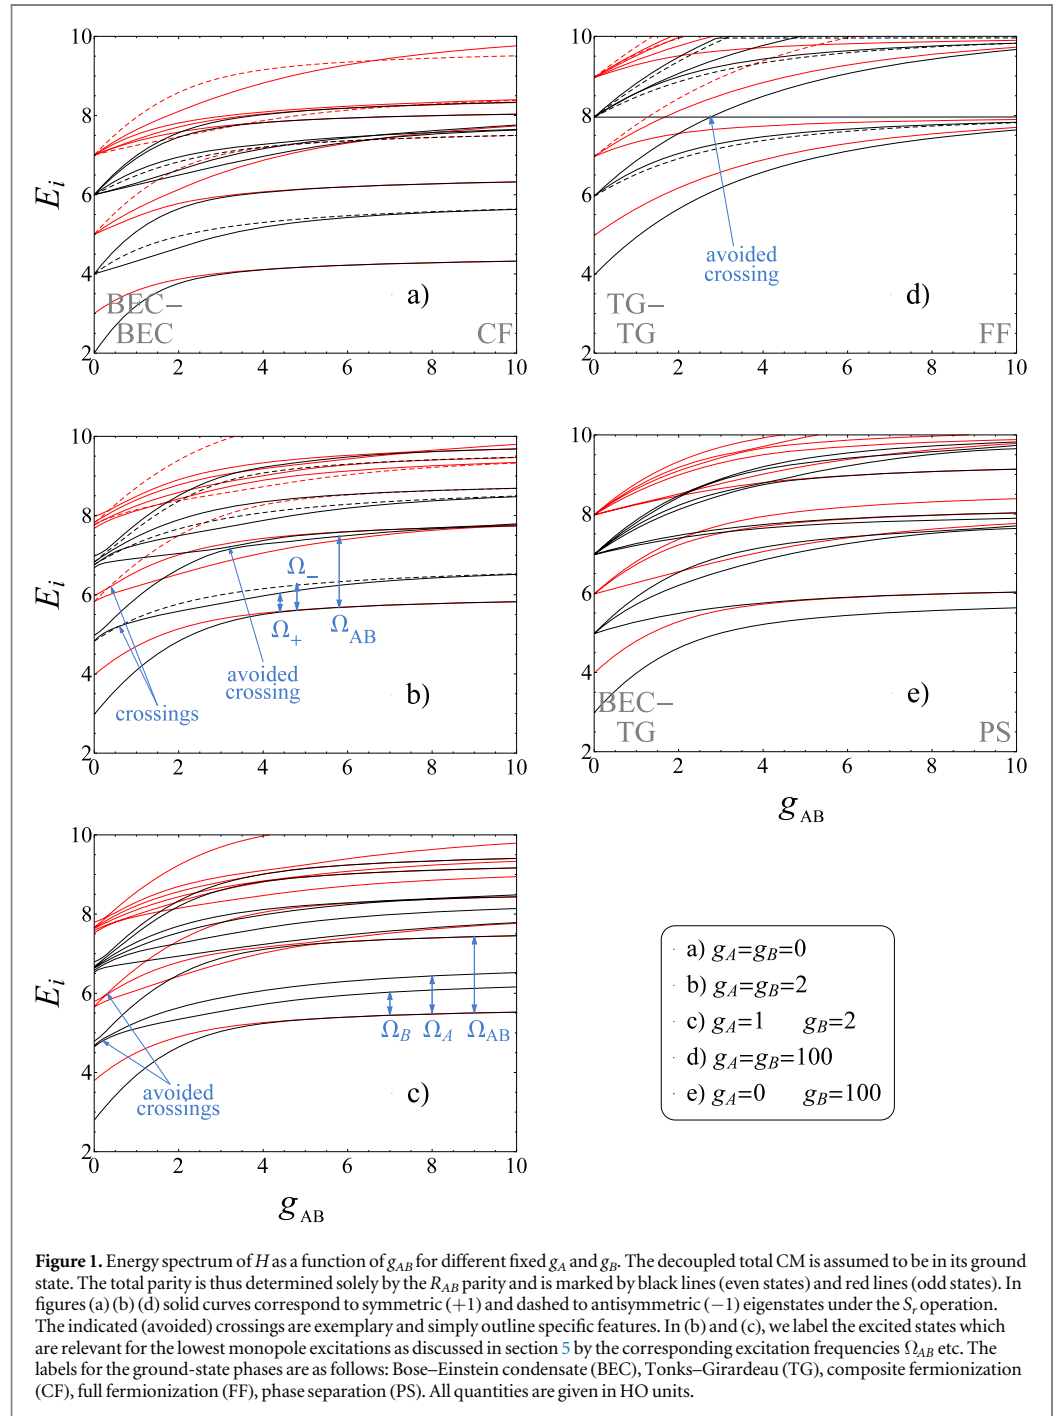 10
8
6
4
2
E_i
BEC–
BEC
CF
a)
0 2 4 6 8 10
10
8
6
4
2
avoided
crossing
TG–
TG
FF
d)
0 2 4 6 8 10
10
8
6
4
2
E_i
Ω_–
Ω_+
Ω_AB
avoided
crossing
crossings
b)
0 2 4 6 8 10
10
8
6
4
2
BEC–
TG
PS
e)
0 2 4 6 8 10
g_AB
10
8
6
4
2
E_i
Ω_B Ω_A Ω_AB
avoided
crossings
c)
0 2 4 6 8 10
g_AB
a) g_A=g_B=0
b) g_A=g_B=2
c) g_A=1 g_B=2
d) g_A=g_B=100
e) g_A=0 g_B=100
Figure 1. Energy spectrum of H as a function of g_AB for different fixed g_A and g_B. The decoupled total CM is assumed to be in its ground
state. The total parity is thus determined solely by the R_AB parity and is marked by black lines (even states) and red lines (odd states). In
figures (a) (b) (d) solid curves correspond to symmetric (+1) and dashed to antisymmetric (−1) eigenstates under the S_r operation.
The indicated (avoided) crossings are exemplary and simply outline specific features. In (b) and (c), we label the excited states which
are relevant for the lowest monopole excitations as discussed in section 5 by the corresponding excitation frequencies Ω_AB etc. The
labels for the ground-state phases are as follows: Bose–Einstein condensate (BEC), Tonks–Girardeau (TG), composite fermionization
(CF), full fermionization (FF), phase separation (PS). All quantities are given in HO units.